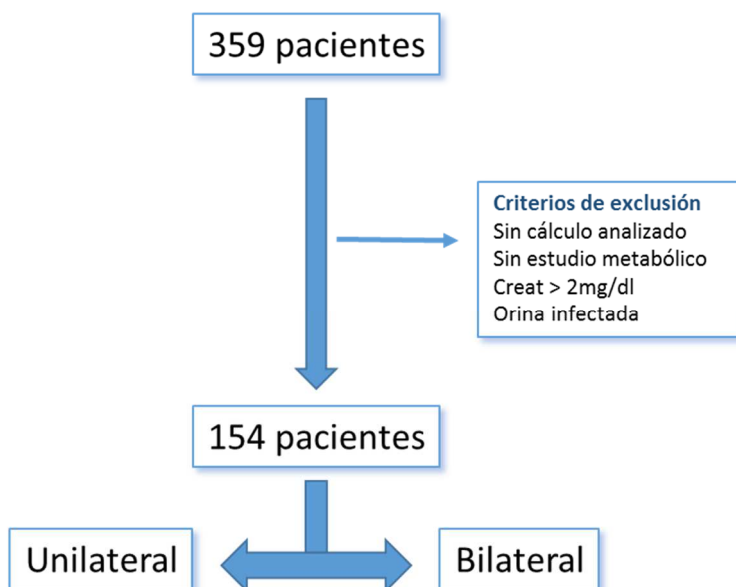 359 pacientes
Criterios de exclusión
Sin cálculo analizado
Sin estudio metabólico
Creat > 2mg/dl
Orina infectada
154 pacientes
Unilateral
Bilateral